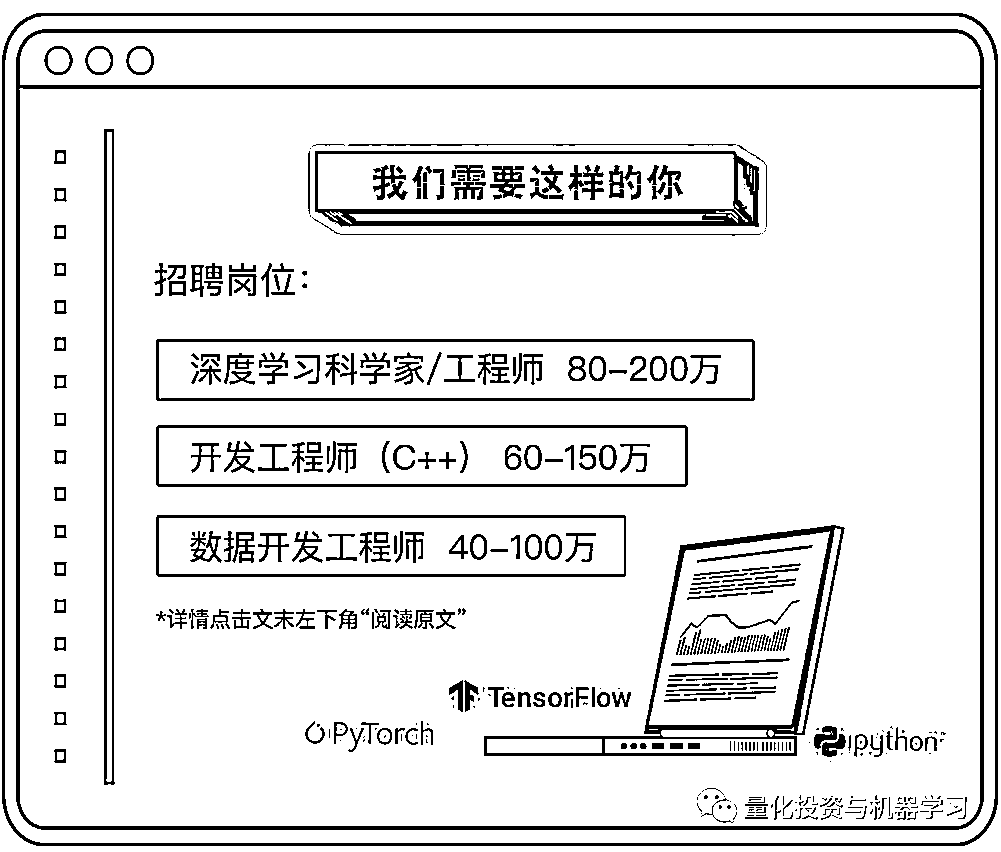 我们需要这样的你
招聘岗位：
深度学习科学家/工程师 80-200万
开发工程师（C++） 60-150万
数据开发工程师 40-100万
*详情点击文末左下角“阅读原文”
TensorFlow
PyTorch
python
量化投资与机器学习